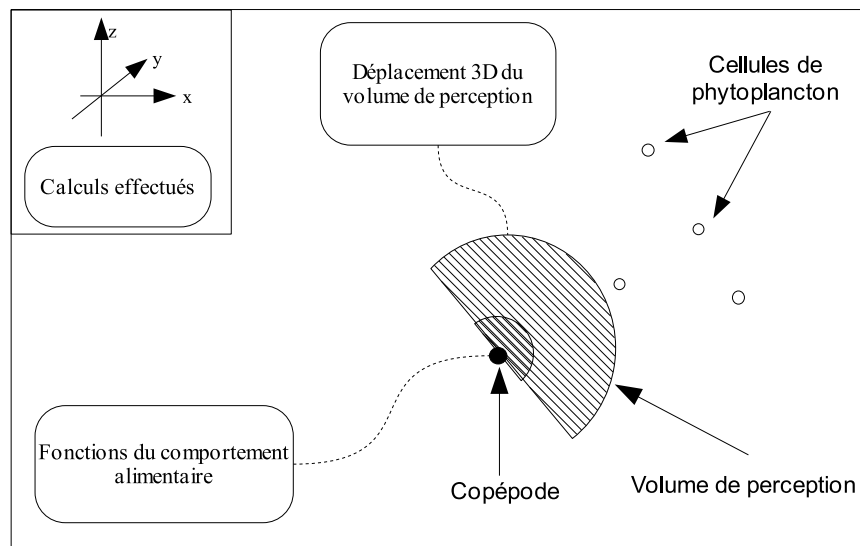 z
y
x
Calculs effectués
Déplacement 3D du
volume de perception
Cellules de
phytoplancton
Fonctions du comportement
alimentaire
Copépode
Volume de perception